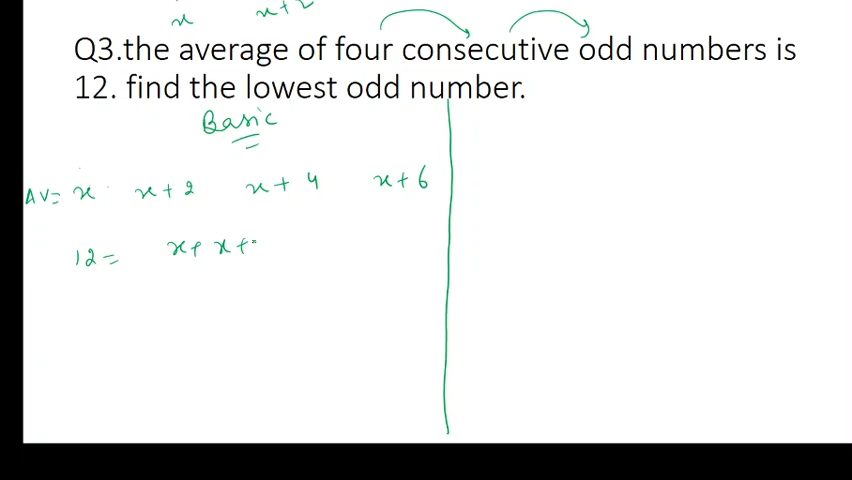 x x+2
Q3.the average of four consecutive odd numbers is
12. find the lowest odd number.
Basic
AV= x x+2 x+4 x+6
12= x+ x+